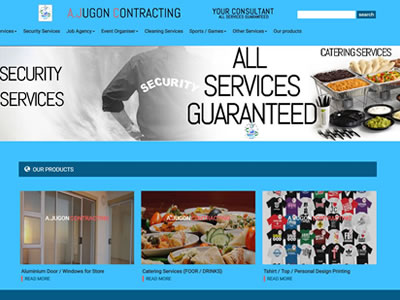 A.JUGON CONTRACTING
YOUR CONSULTANT
ALL SERVICES GUARANTEED
search
ervices Security Services Job Agency Event Organiser Cleaning Services Sports / Games Other Services Our products
SECURITY
SERVICES
SECURITY
ALL
SERVICES
GUARANTEED
CATERING SERVICES
OUR PRODUCTS
A.JUGON CONTRACTING
A.JUGON CONTRACTING
A.JUGON CONTRACTING
Aluminium Door / Windows for Store
READ MORE
Catering Services (FOOR / DRINKS)
READ MORE
Tshirt / Top / Personal Design Printing
READ MORE